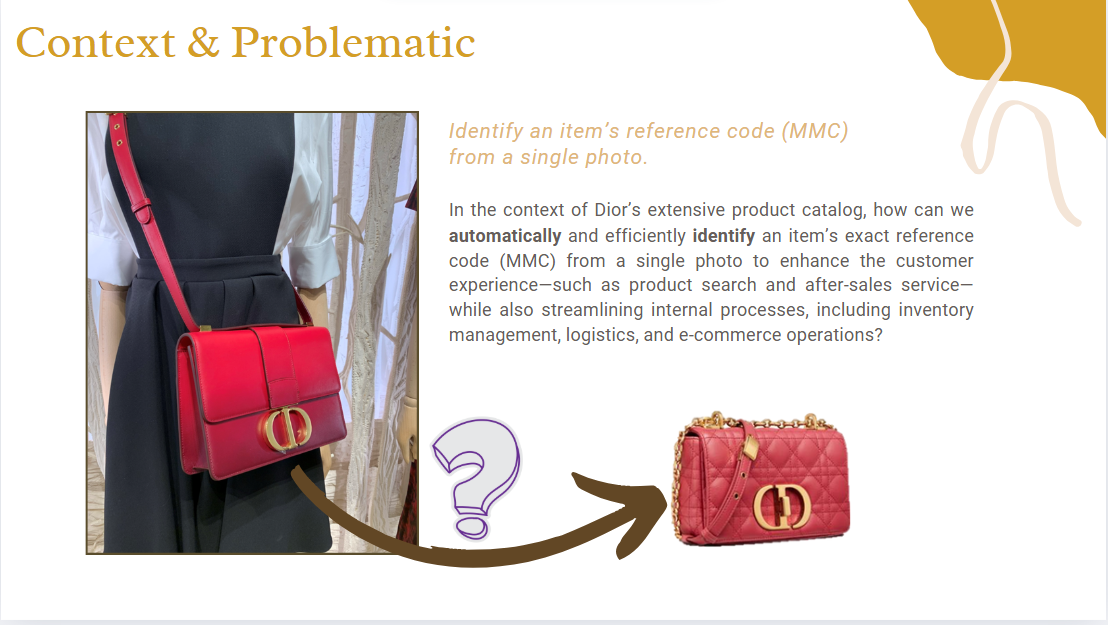 Context & Problematic
Identify an item’s reference code (MMC)
from a single photo.
In the context of Dior’s extensive product catalog, how can we
automatically and efficiently identify an item’s exact reference
code (MMC) from a single photo to enhance the customer
experience—such as product search and after-sales service—
while also streamlining internal processes, including inventory
management, logistics, and e-commerce operations?